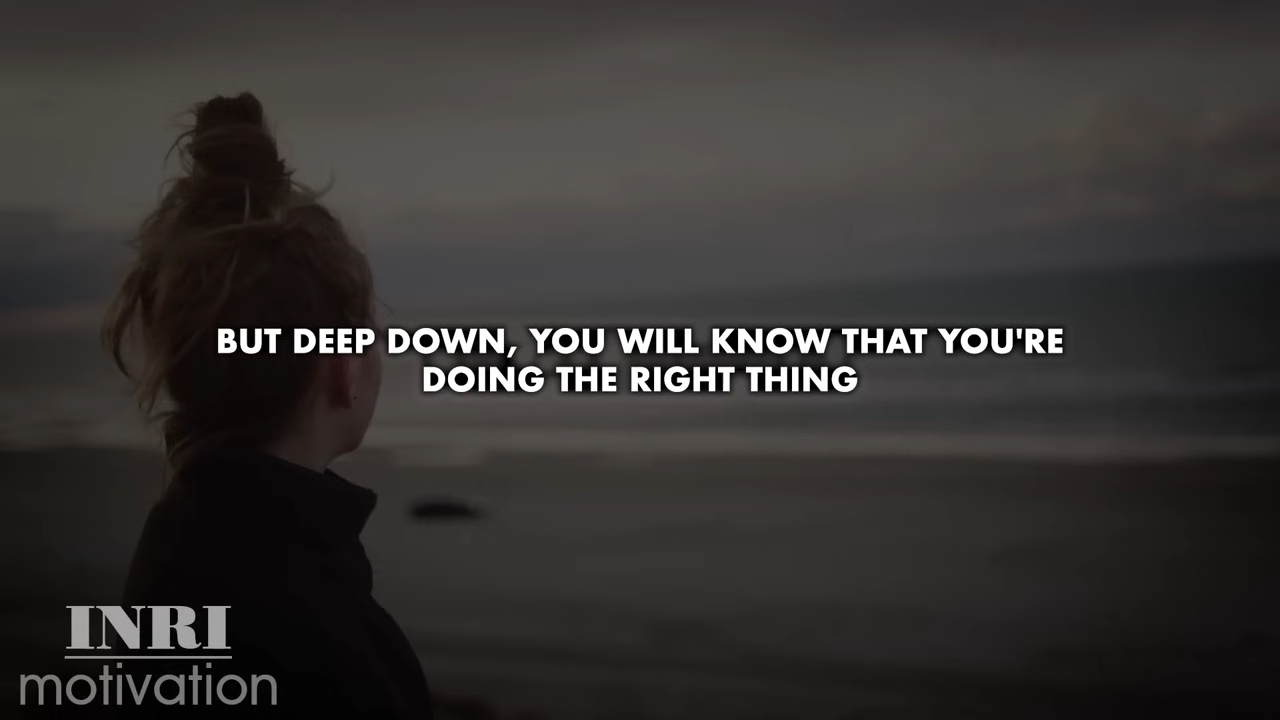 BUT DEEP DOWN, YOU WILL KNOW THAT YOU'RE
DOING THE RIGHT THING
INRI
motivation